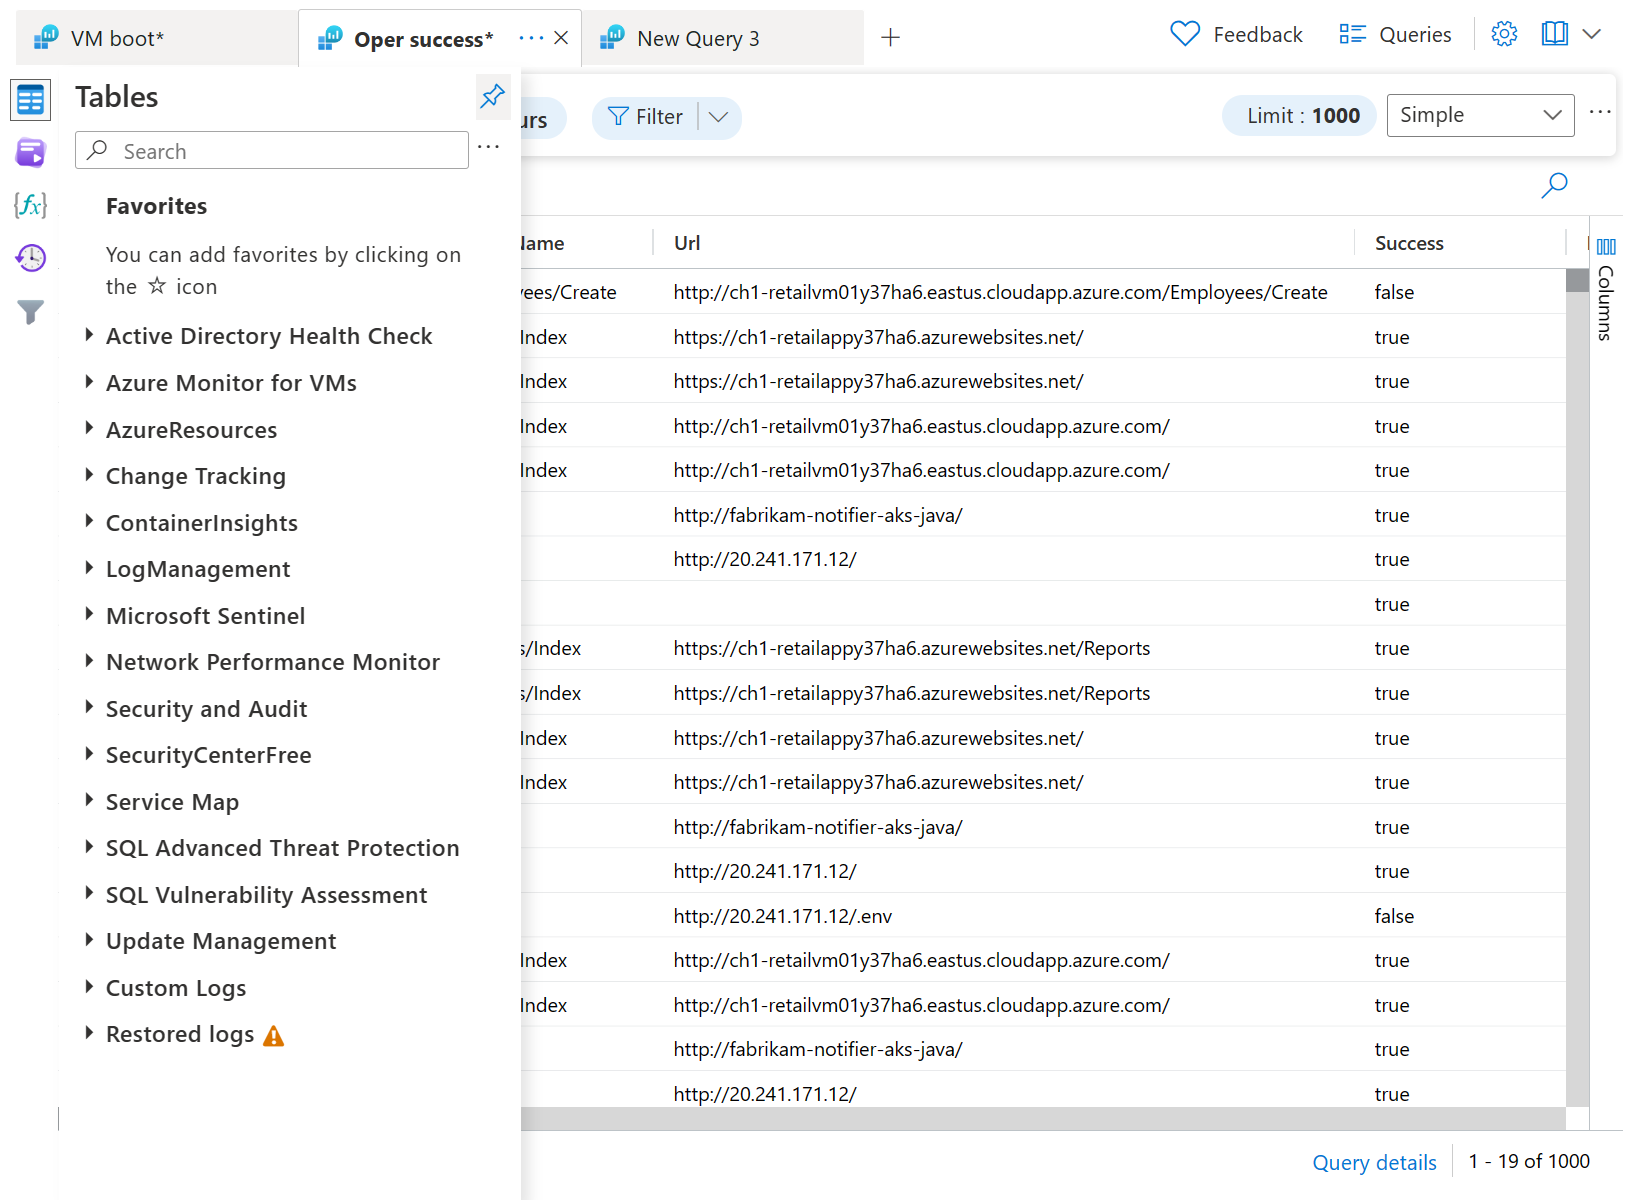 VM boot*
Oper success*
New Query 3
Feedback
Queries
Tables
Search
Favorites
You can add favorites by clicking on
the ☆ icon
Active Directory Health Check
Azure Monitor for VMs
AzureResources
Change Tracking
ContainerInsights
LogManagement
Microsoft Sentinel
Network Performance Monitor
Security and Audit
SecurityCenterFree
Service Map
SQL Advanced Threat Protection
SQL Vulnerability Assessment
Update Management
Custom Logs
Restored logs
urs
Filter
Limit : 1000
Simple
Name Url Success
yees/Create http://ch1-retailvm01y37ha6.eastus.cloudapp.azure.com/Employees/Create false
Index https://ch1-retailappy37ha6.azurewebsites.net/ true
Index https://ch1-retailappy37ha6.azurewebsites.net/ true
Index http://ch1-retailvm01y37ha6.eastus.cloudapp.azure.com/ true
Index http://ch1-retailvm01y37ha6.eastus.cloudapp.azure.com/ true
http://fabrikam-notifier-aks-java/ true
http://20.241.171.12/ true
true
s/Index https://ch1-retailappy37ha6.azurewebsites.net/Reports true
s/Index https://ch1-retailappy37ha6.azurewebsites.net/Reports true
Index https://ch1-retailappy37ha6.azurewebsites.net/ true
Index https://ch1-retailappy37ha6.azurewebsites.net/ true
http://fabrikam-notifier-aks-java/ true
http://20.241.171.12/ true
http://20.241.171.12/.env false
Index http://ch1-retailvm01y37ha6.eastus.cloudapp.azure.com/ true
Index http://ch1-retailvm01y37ha6.eastus.cloudapp.azure.com/ true
http://fabrikam-notifier-aks-java/ true
http://20.241.171.12/ true
Columns
Query details
1 - 19 of 1000